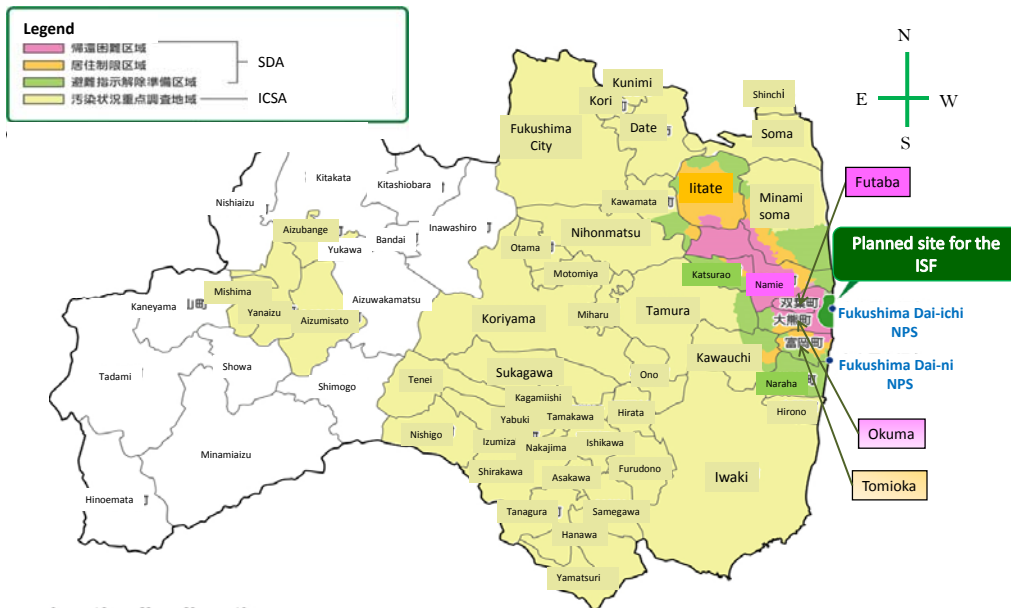 Legend
帰還困難区域
居住制限区域
SDA
避難指示解除準備区域
汚染状況重点調査地域
ICSA
N
E
W
S
Kunimi
Kori
Shinchi
Date
Soma
Fukushima
City
Kitakata
Kitashiobara
Iitate
Futaba
Nishiaizu
Kawamata
Minami
soma
Inawashiro
Aizubange
Bandai
Yukawa
Nihonmatsu
Otama
Planned site for the
ISF
Motomiya
Katsurao
Namie
Mishima
Kaneyama
山町
Aizuwakamatsu
双葉町
Yanaizu
Aizumisato
Koriyama
Miharu
Tamura
大熊町
Fukushima Dai-ichi
NPS
富岡町
Kawauchi
Fukushima Dai-ni
NPS
Showa
Tadami
Shimogo
Tenei
Sukagawa
Ono
Naraha
町
Kagamiishi
Hirono
Yabuki
Tamakawa
Hirata
Nishigo
Izumiza
Nakajima
Ishikawa
Okuma
Minamiaizu
Shirakawa
Asakawa
Furudono
Iwaki
Tomioka
Hinoemata
Tanagura
Samegawa
Hanawa
Yamatsuri